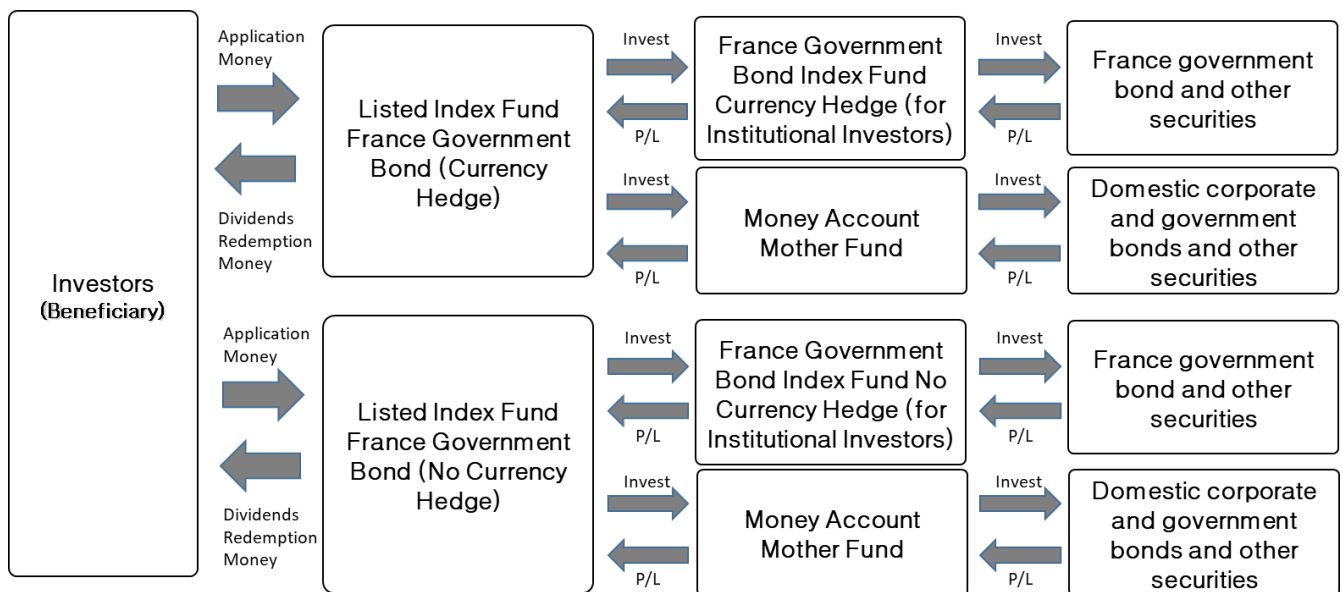 Investors
(Beneficiary)
Application
Money
Dividends
Redemption
Money
Listed Index Fund
France Government
Bond (Currency
Hedge)
Invest
P/L
France Government
Bond Index Fund
Currency Hedge (for
Institutional Investors)
Invest
P/L
France government
bond and other
securities
Invest
P/L
Money Account
Mother Fund
Invest
P/L
Domestic corporate
and government
bonds and other
securities
Application
Money
Dividends
Redemption
Money
Listed Index Fund
France Government
Bond (No Currency
Hedge)
Invest
P/L
France Government
Bond Index Fund No
Currency Hedge (for
Institutional Investors)
Invest
P/L
France government
bond and other
securities
Invest
P/L
Money Account
Mother Fund
Invest
P/L
Domestic corporate
and government
bonds and other
securities